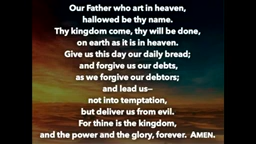 Our Father who art in heaven,
hallowed be thy name.
Thy kingdom come, thy will be done,
on earth as it is in heaven.
Give us this day our daily bread;
and forgive us our debts,
as we forgive our debtors;
and lead us—
not into temptation,
but deliver us from evil.
For thine is the kingdom,
and the power and the glory, forever. AMEN.